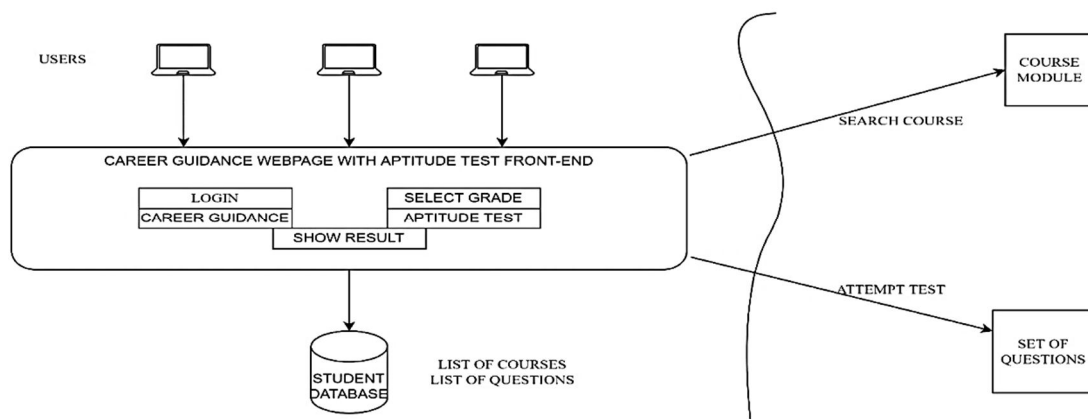 USERS
COURSE
MODULE
SEARCH COURSE
CAREER GUIDANCE WEBPAGE WITH APTITUDE TEST FRONT-END
LOGIN
SELECT GRADE
CAREER GUIDANCE
APTITUDE TEST
SHOW RESULT
ATTEMPT TEST
SET OF
QUESTIONS
STUDENT
DATABASE
LIST OF COURSES
LIST OF QUESTIONS